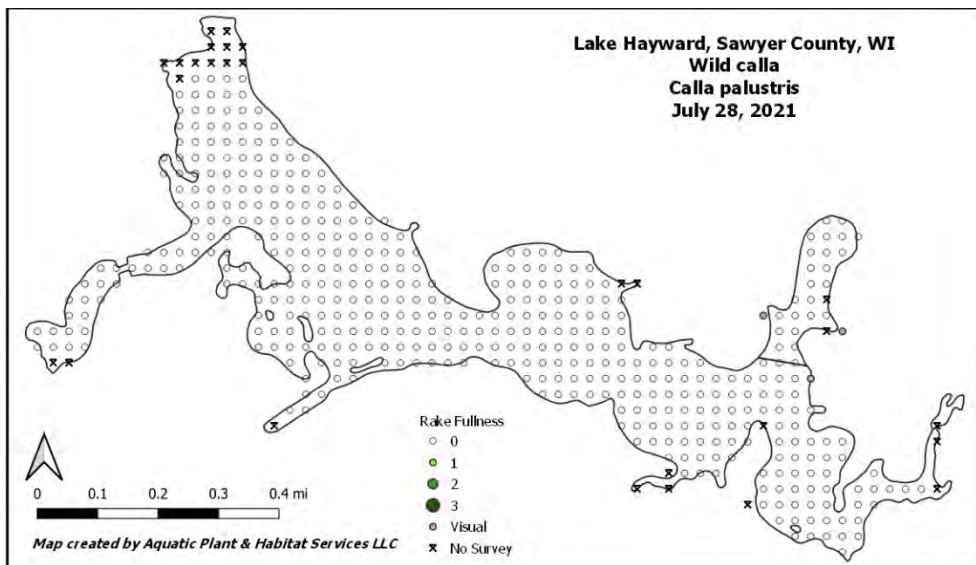 Lake Hayward, Sawyer County, WI
Wild calla
Calla palustris
July 28, 2021
Rake Fullness
0
1
2
3
Visual
No Survey
0 0.1 0.2 0.3 0.4 mi
Map created by Aquatic Plant & Habitat Services LLC